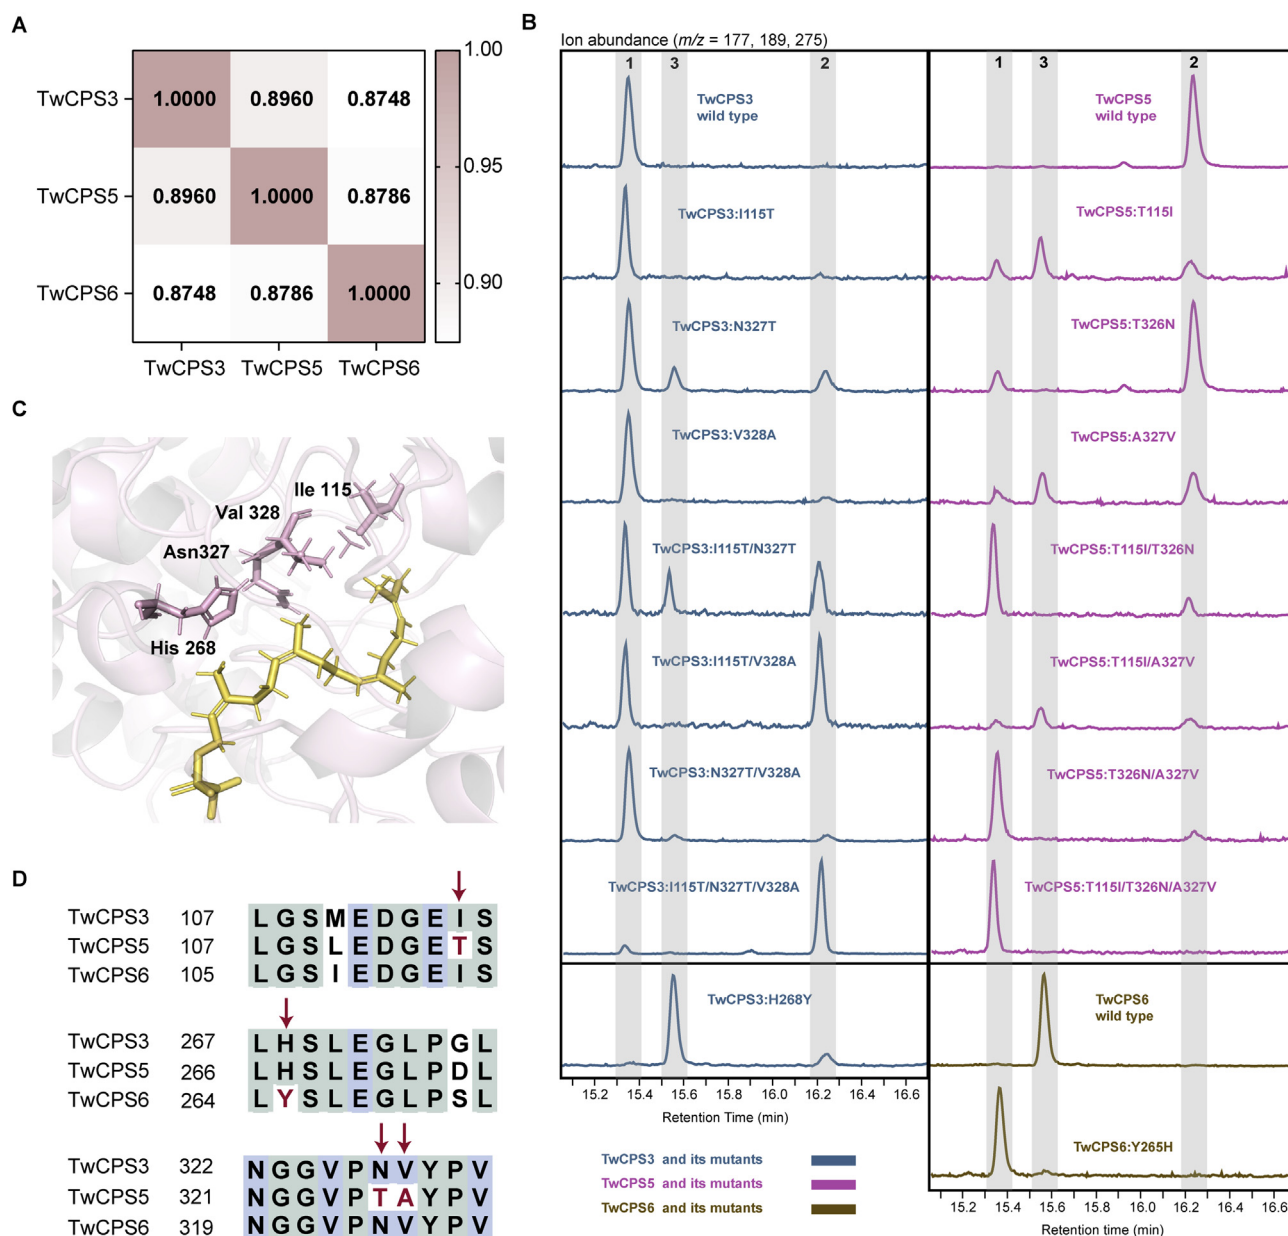 A
TwCPS3
TwCPS5
TwCPS6
1.0000 0.8960 0.8748
0.8960 1.0000 0.8786
0.8748 0.8786 1.0000
TwCPS3 TwCPS5 TwCPS6
1.00
0.95
0.90
B
Ion abundance (m/z = 177, 189, 275)
1 3 2
TwCPS3
wild type
TwCPS3:I115T
TwCPS3:N327T
TwCPS3:V328A
TwCPS3:I115T/N327T
TwCPS3:I115T/V328A
TwCPS3:N327T/V328A
TwCPS3:I115T/N327T/V328A
TwCPS3:H268Y
15.2 15.4 15.6 15.8 16.0 16.2 16.4 16.6
Retention Time (min)
1 3 2
TwCPS5
wild type
TwCPS5:T115I
TwCPS5:T326N
TwCPS5:A327V
TwCPS5:T115I/T326N
TwCPS5:T115I/A327V
TwCPS5:T326N/A327V
TwCPS5:T115I/T326N/A327V
TwCPS6
wild type
TwCPS6:Y265H
15.2 15.4 15.6 15.8 16.0 16.2 16.4 16.6
Retention time (min)
TwCPS3 and its mutants
TwCPS5 and its mutants
TwCPS6 and its mutants
C
Ile 115
Val 328
Asn327
His 268
D
TwCPS3 107 L G S M E D G E I S
TwCPS5 107 L G S L E D G E T S
TwCPS6 105 L G S I E D G E I S
TwCPS3 267 L H S L E G L P G L
TwCPS5 266 L H S L E G L P D L
TwCPS6 264 L Y S L E G L P S L
TwCPS3 322 N G G V P N V Y P V
TwCPS5 321 N G G V P T A Y P V
TwCPS6 319 N G G V P N V Y P V